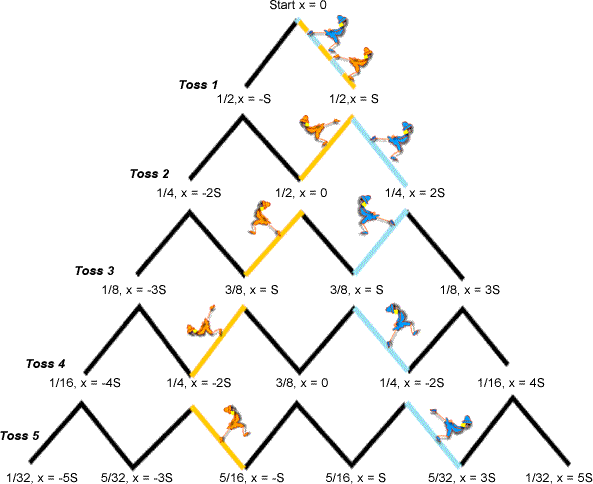 Start x = 0
Toss 1
1/2,x = -S 1/2,x = S
Toss 2
1/4, x = -2S 1/2, x = 0 1/4, x = 2S
Toss 3
1/8, x = -3S 3/8, x = S 3/8, x = S 1/8, x = 3S
Toss 4
1/16, x = -4S 1/4, x = -2S 3/8, x = 0 1/4, x = -2S 1/16, x = 4S
Toss 5
1/32, x = -5S 5/32, x = -3S 5/16, x = -S 5/16, x = S 5/32, x = 3S 1/32, x = 5S